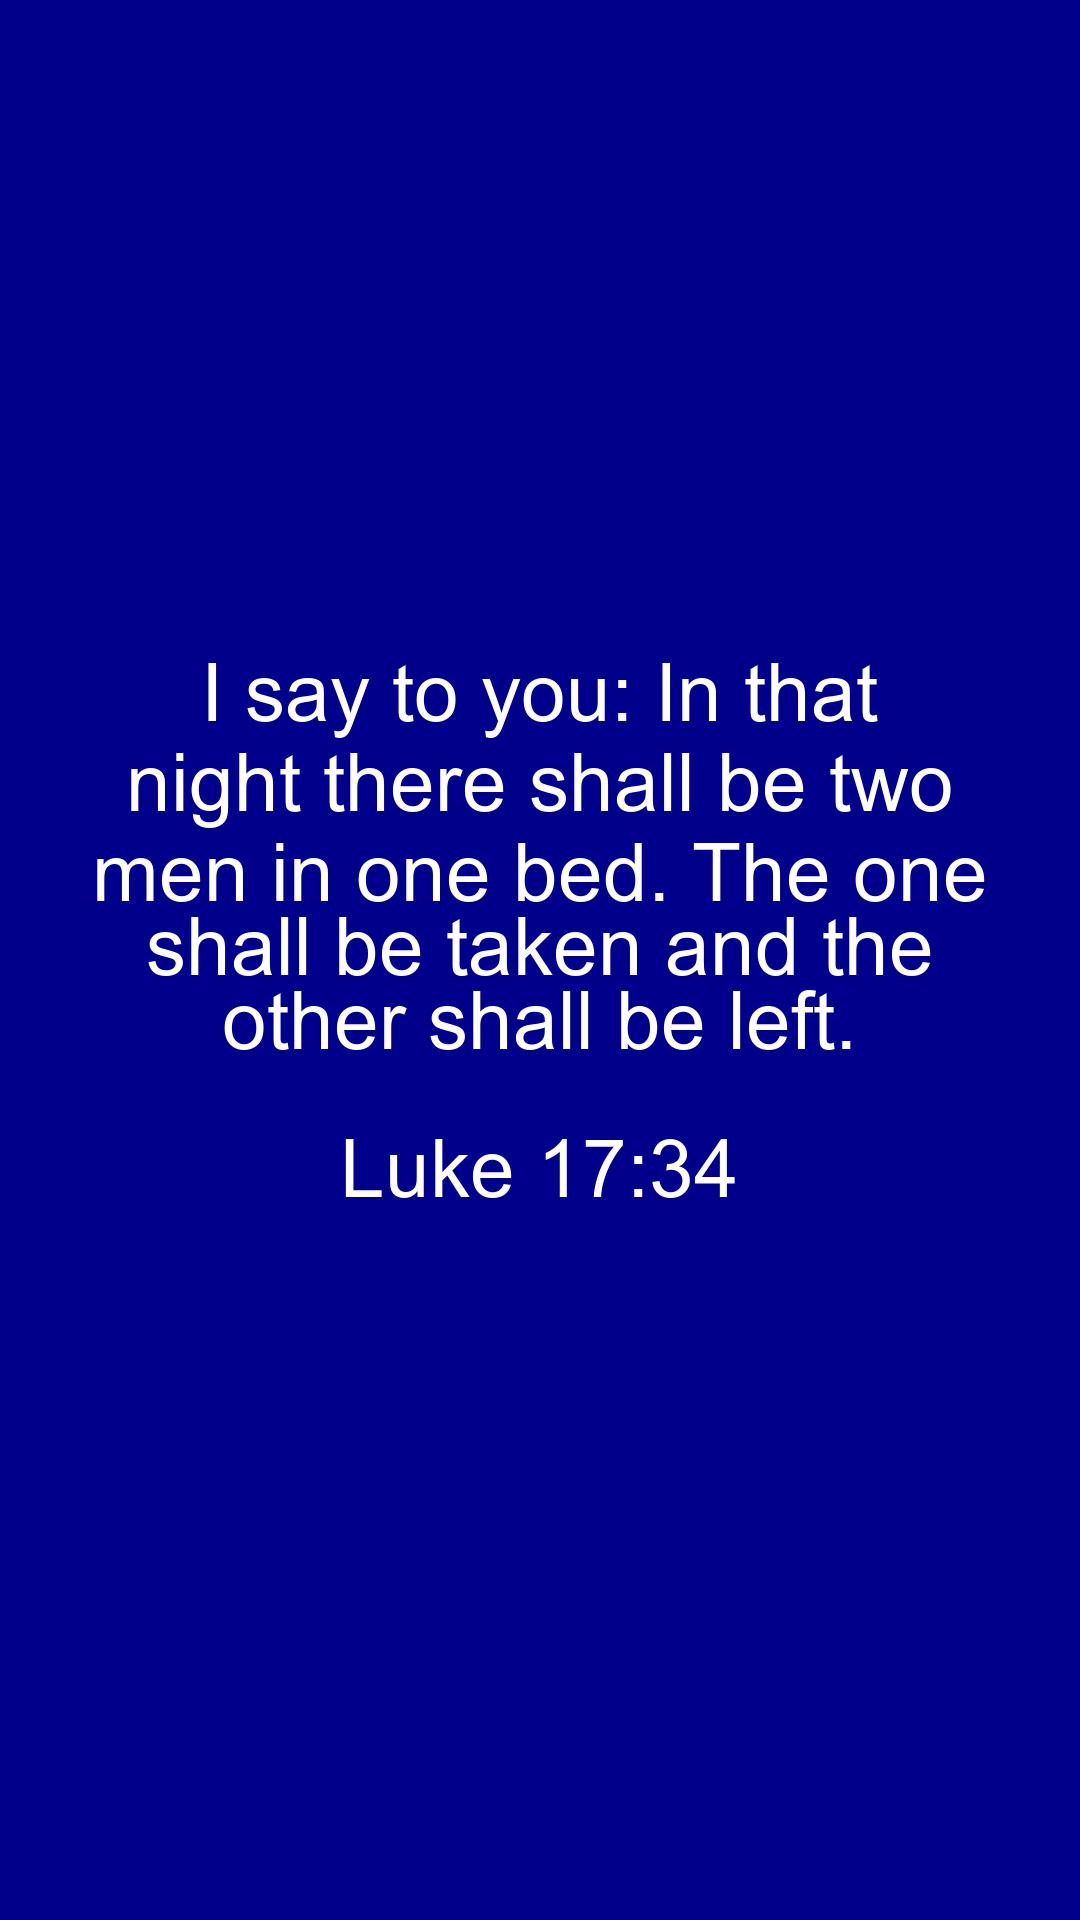 I say to you: In that
night there shall be two
men in one bed. The one
shall be taken and the
other shall be left.
Luke 17:34